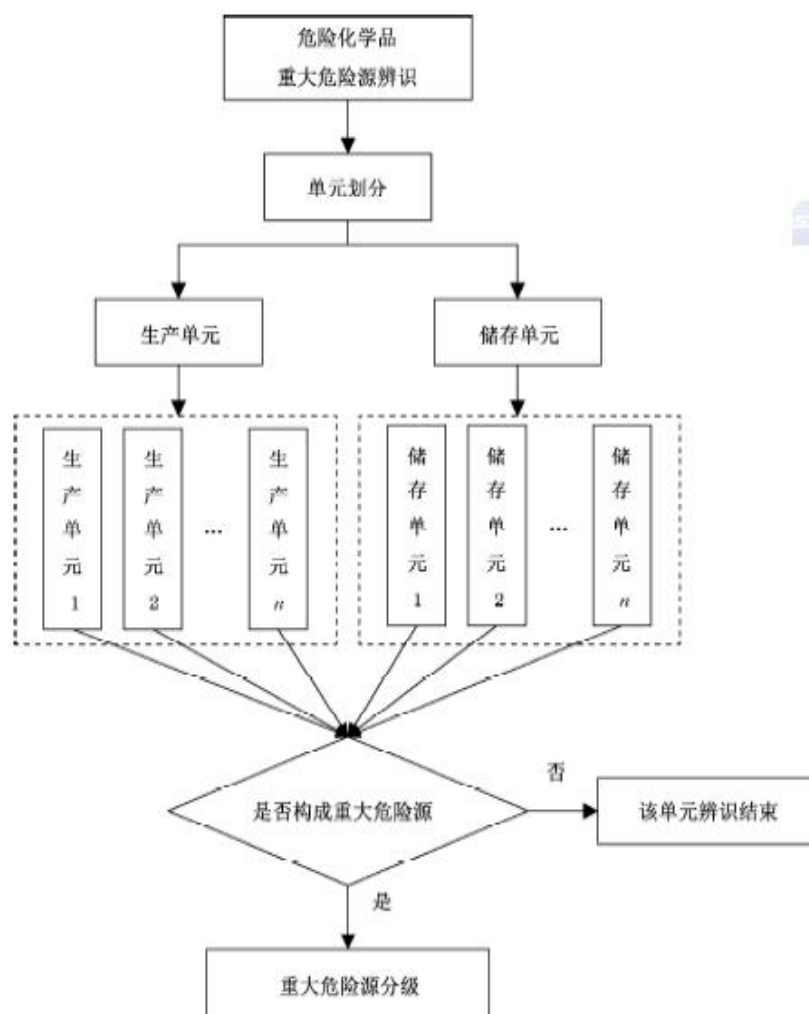 危险化学品
重大危险源辨识
单元划分
生产单元
储存单元
生产单元1
生产单元2
...
生产单元n
储存单元1
储存单元2
...
储存单元n
是否构成重大危险源
否
该单元辨识结束
是
重大危险源分级